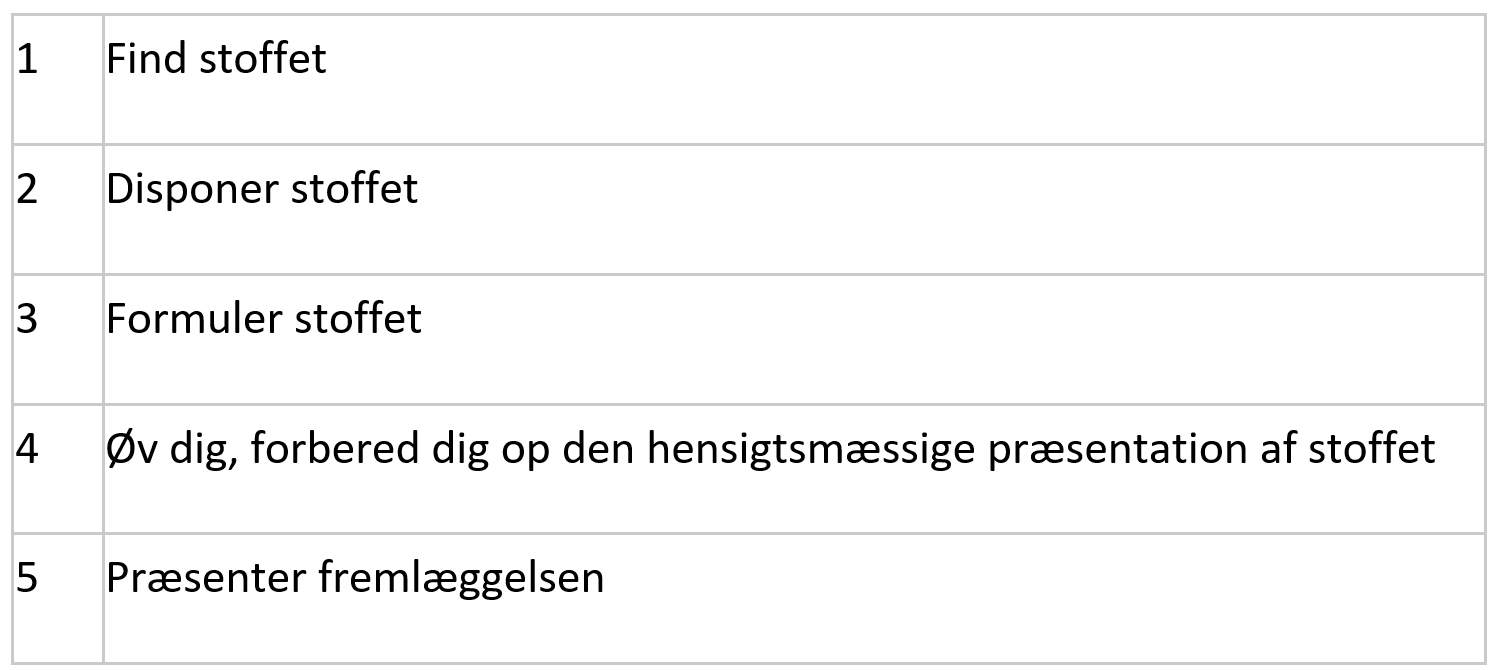 1 Find stoffet
2 Disponer stoffet
3 Formuler stoffet
4 Øv dig, forbered dig op den hensigtsmæssige præsentation af stoffet
5 Præsenter fremlæggelsen